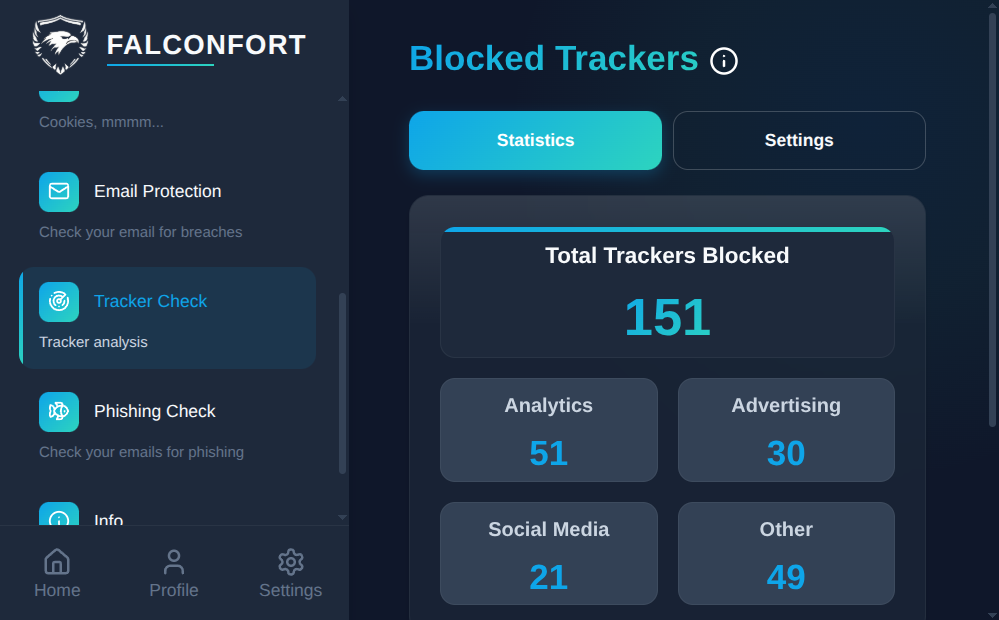 FALCONFORT
Cookies, mmmm...
Email Protection
Check your email for breaches
Tracker Check
Tracker analysis
Phishing Check
Check your emails for phishing
Info
Home
Profile
Settings
Blocked Trackers
Statistics
Settings
Total Trackers Blocked
151
Analytics
51
Advertising
30
Social Media
21
Other
49